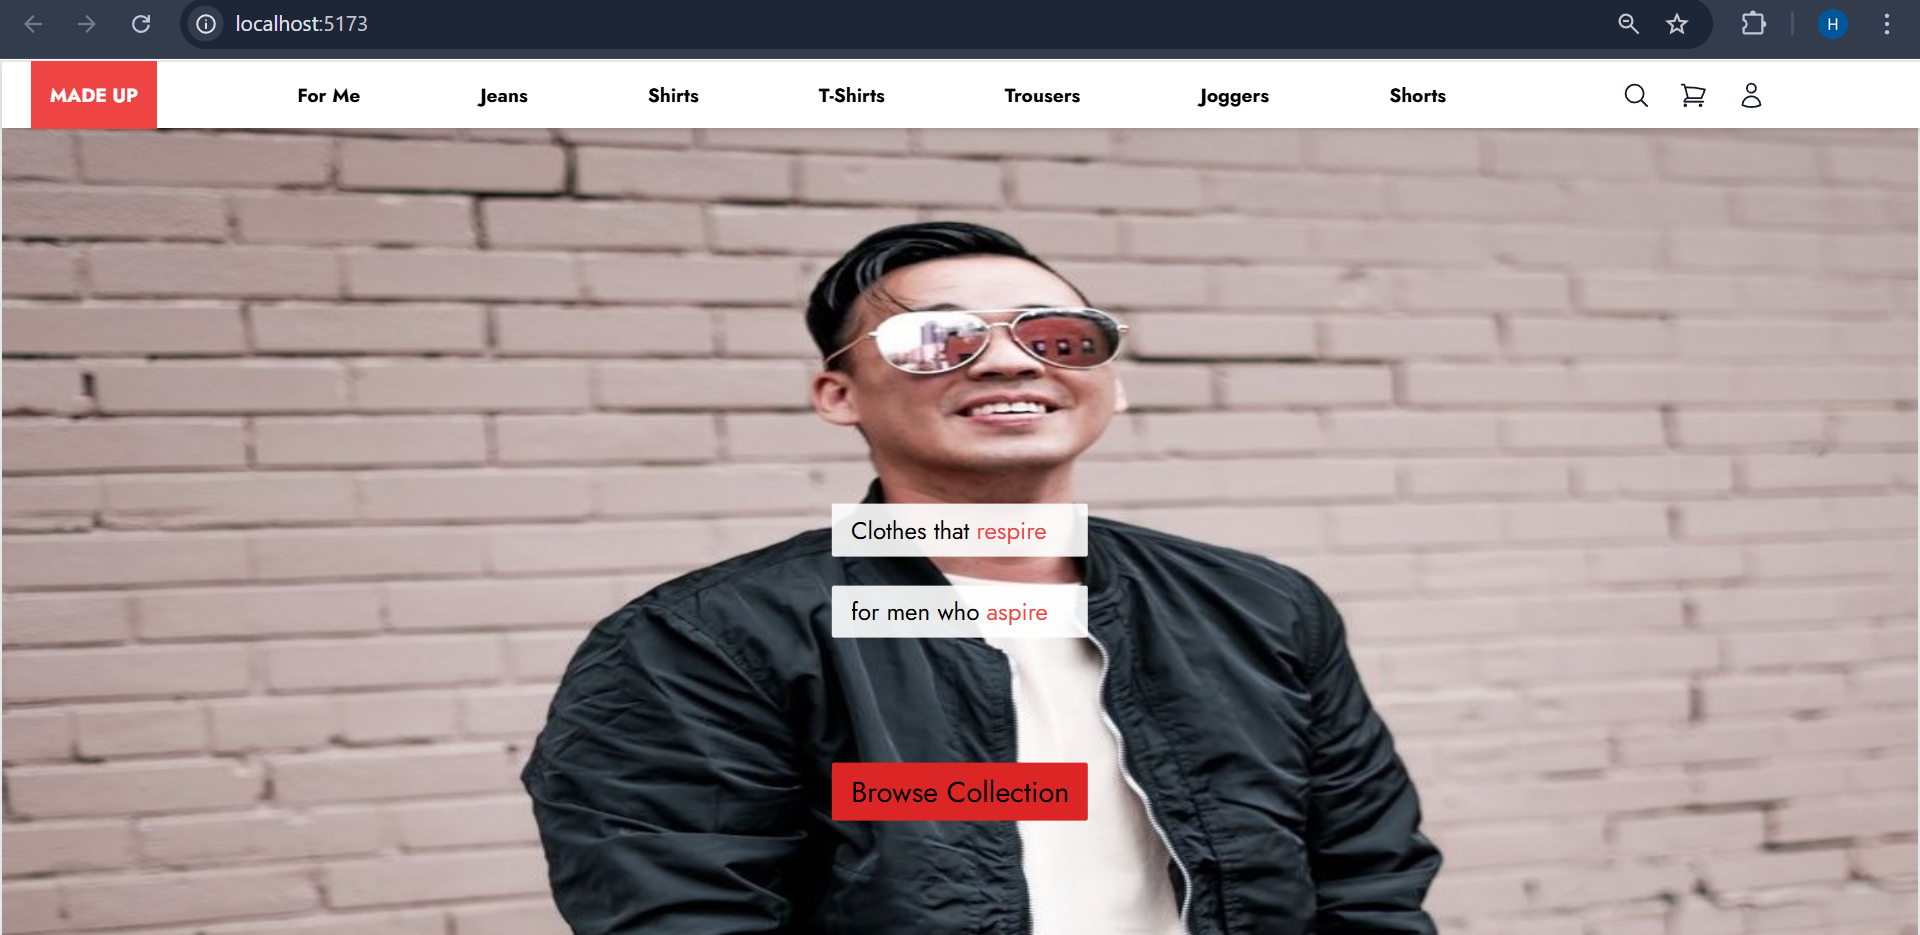 localhost:5173
H
MADE UP For Me Jeans Shirts T-Shirts Trousers Joggers Shorts
Clothes that respire
for men who aspire
Browse Collection